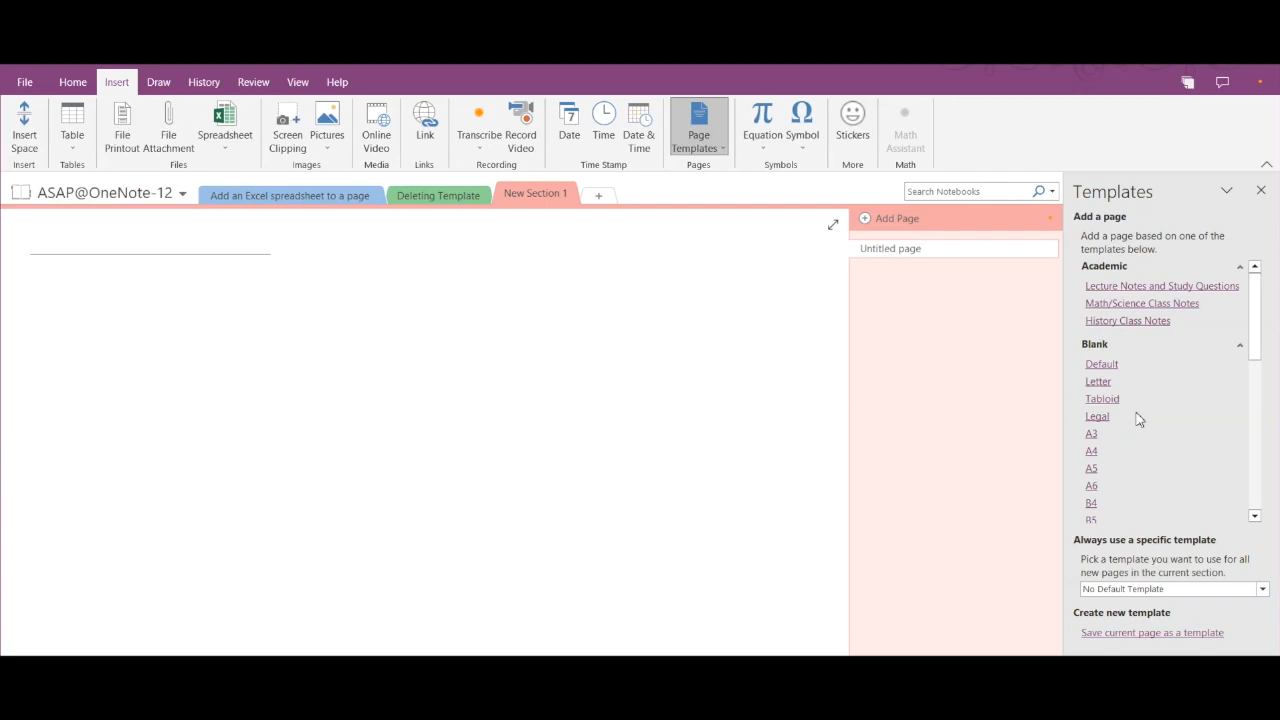 File Home Insert Draw History Review View Help
Insert Space
Table
File Printout
File Attachment
Spreadsheet
Screen Clipping
Pictures
Online Video
Link
Transcribe
Record Video
7
Date
Time
Date & Time
Page Templates
π
Equation
Ω
Symbol
Stickers
Math Assistant
Insert Tables Files Images Media Links Recording Time Stamp Pages Symbols More Math
ASAP@OneNote-12
Add an Excel spreadsheet to a page
Deleting Template
New Section 1
+
Search Notebooks
Add Page
Untitled page
Templates
Add a page
Add a page based on one of the
templates below.
Academic
Lecture Notes and Study Questions
Math/Science Class Notes
History Class Notes
Blank
Default
Letter
Tabloid
Legal
A3
A4
A5
A6
B4
B5
Always use a specific template
Pick a template you want to use for all
new pages in the current section.
No Default Template
Create new template
Save current page as a template